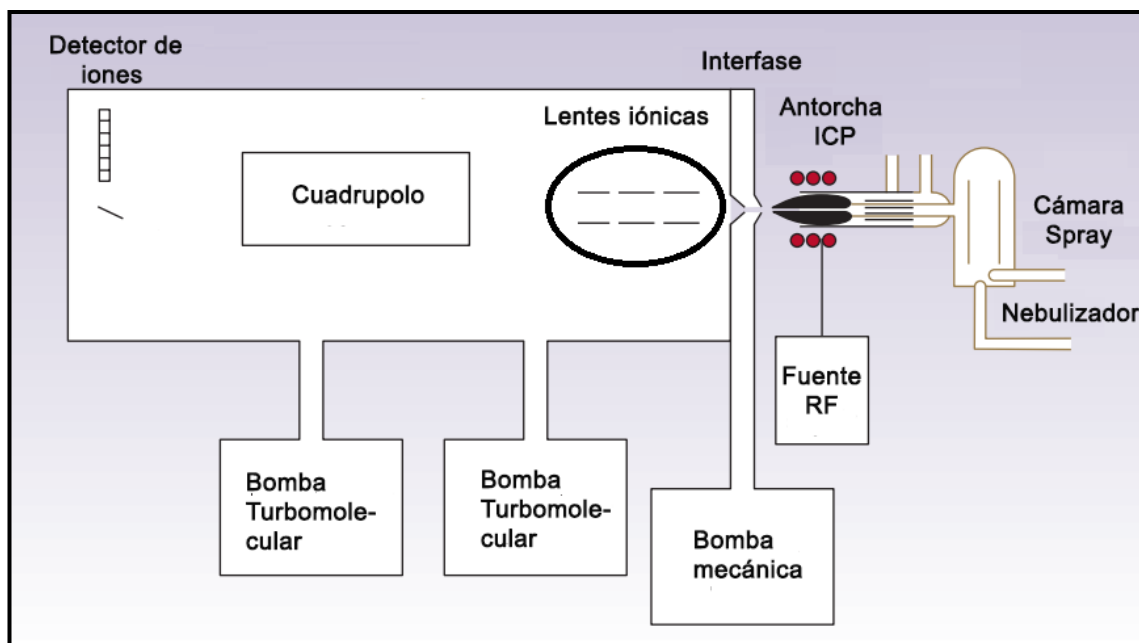 Detector de
iones
Interfase
Lentes iónicas
Antorcha
ICP
Cuadrupolo
Cámara
Spray
Nebulizador
Fuente
RF
Bomba
Turbomole-
cular
Bomba
Turbomole-
cular
Bomba
mecánica